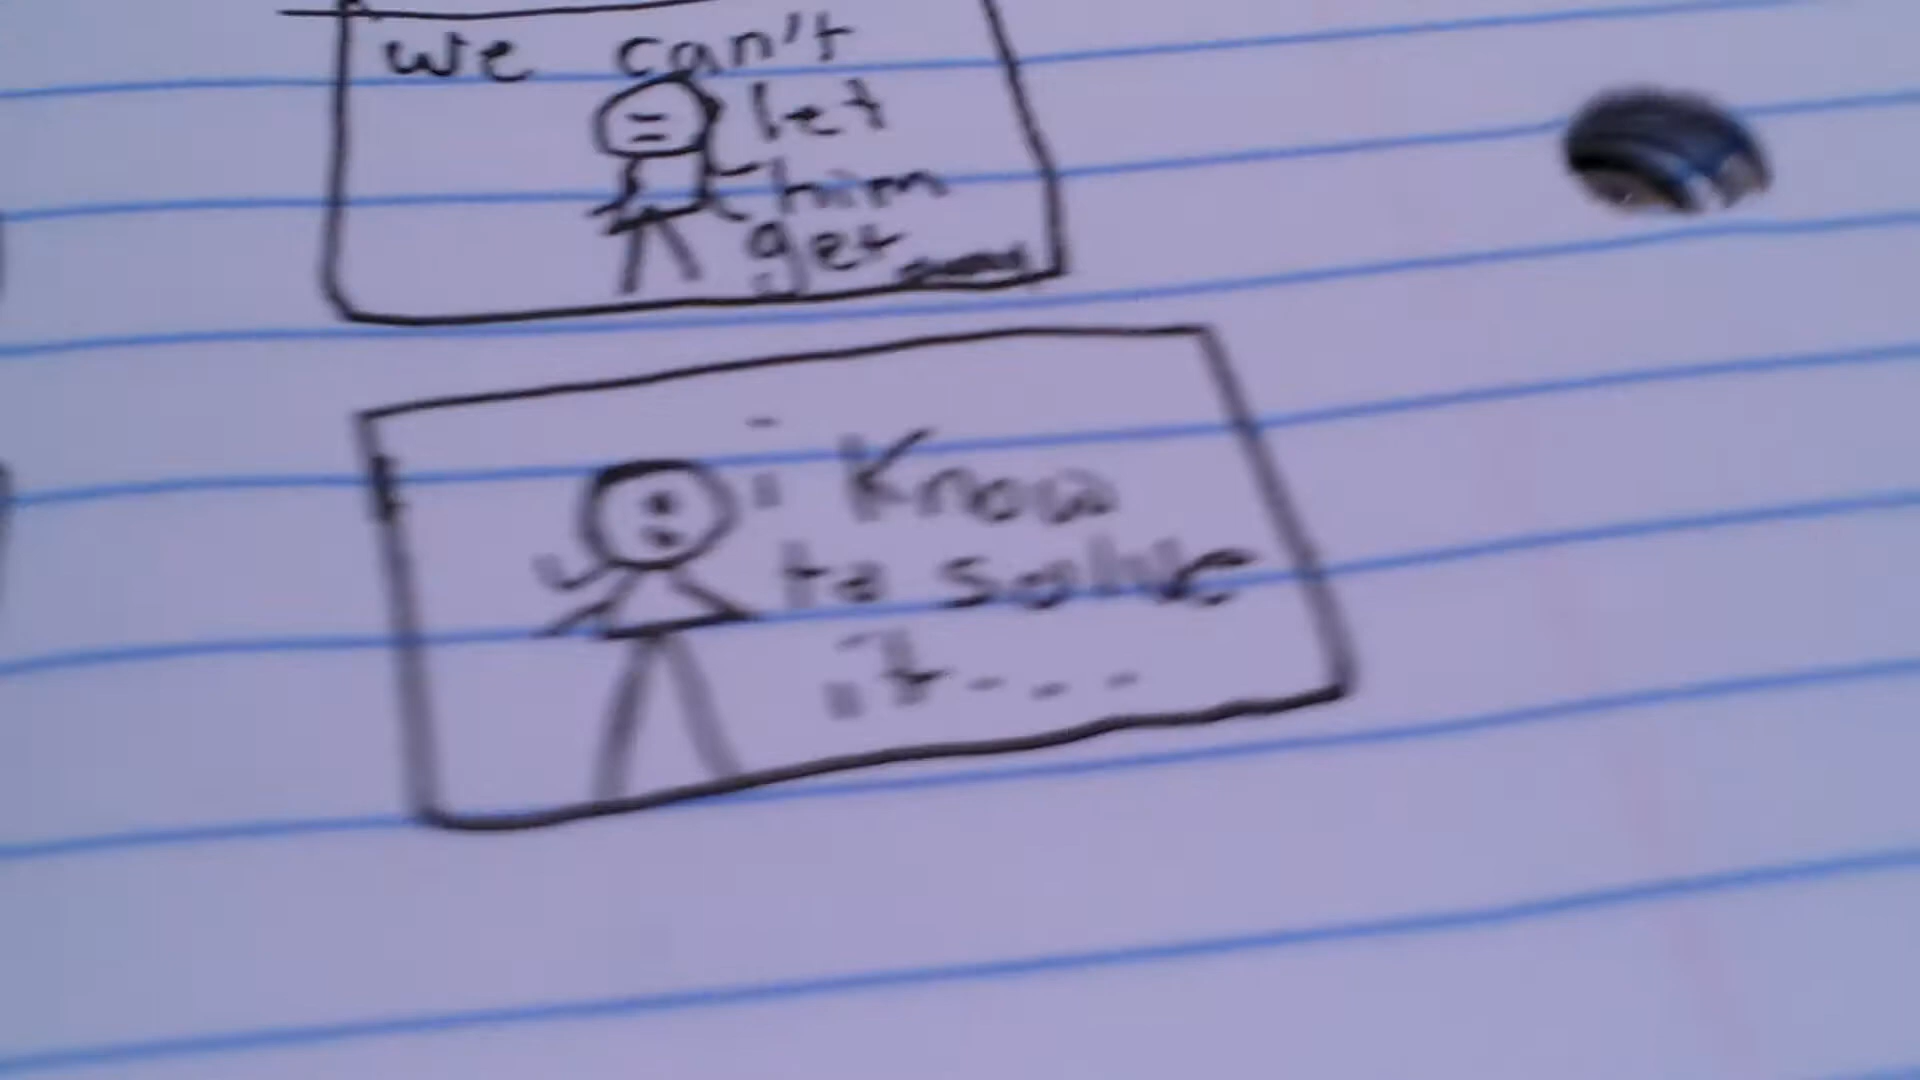 we can't
let
him
get
i know
to solve
it....